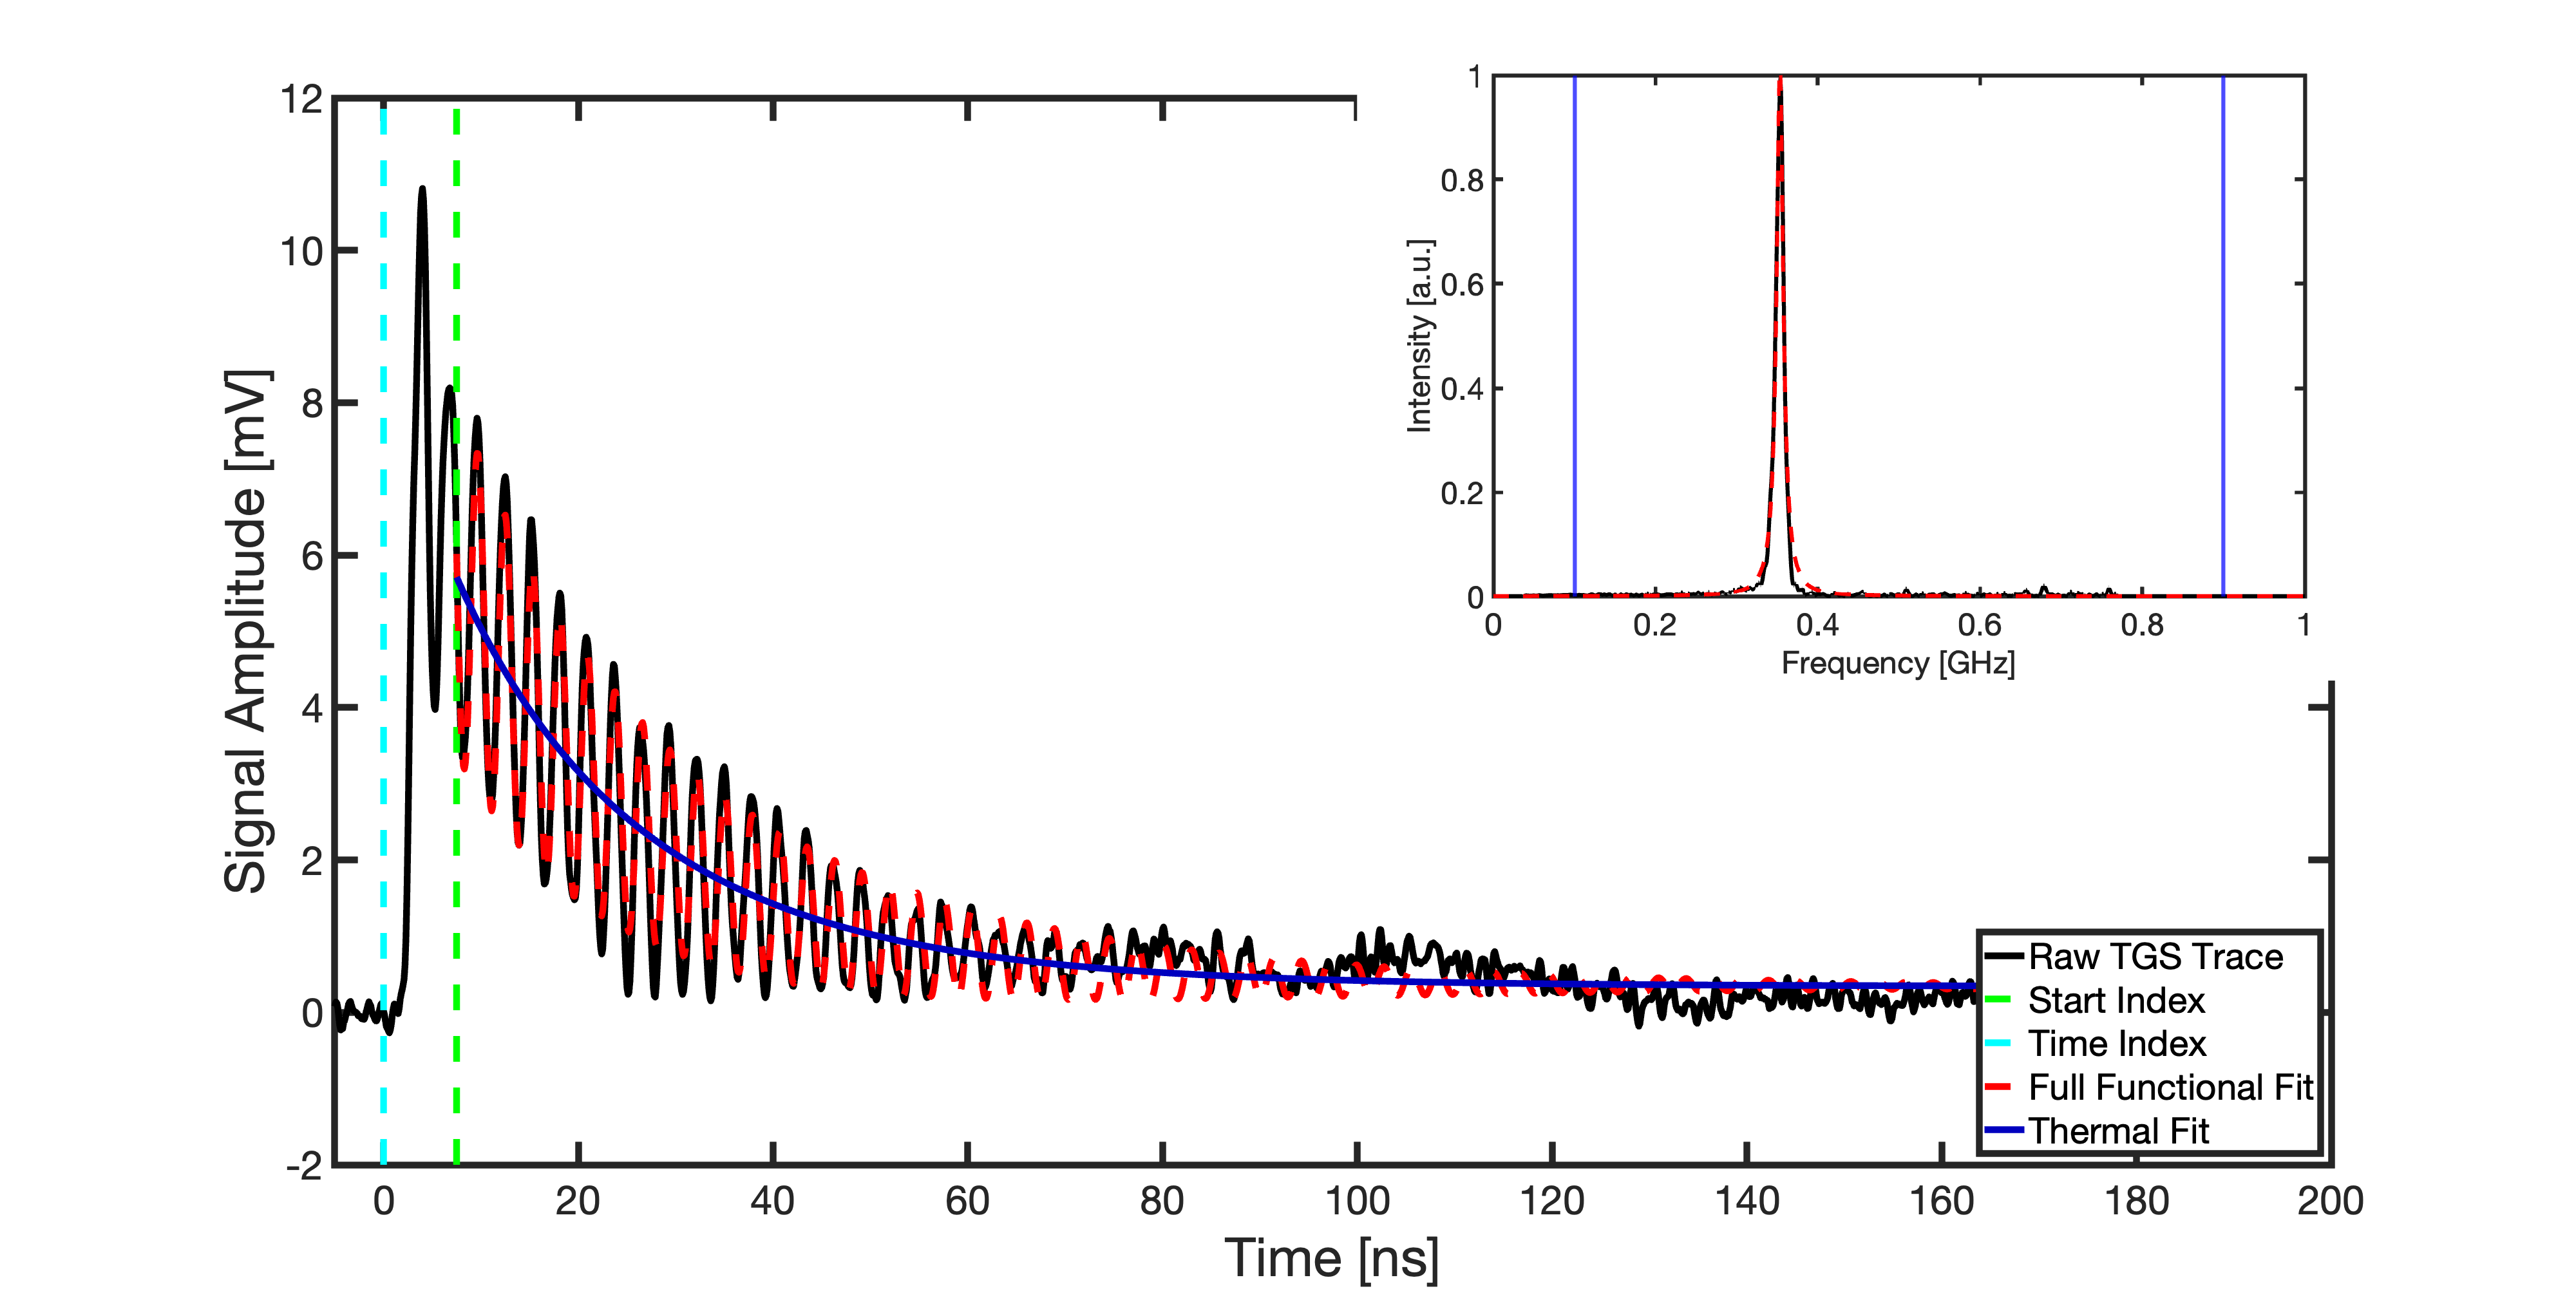 12
10
8
6
4
2
0
-2
Signal Amplitude [mV]
0 20 40 60 80 100 120 140 160 180 200
Time [ns]
1
0.8
0.6
0.4
0.2
0
Intensity [a.u.]
0 0.2 0.4 0.6 0.8 1
Frequency [GHz]
Raw TGS Trace
Start Index
Time Index
Full Functional Fit
Thermal Fit